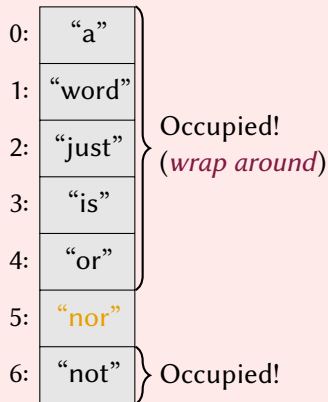 0: “a”
1: “word”
2: “just”
3: “is”
4: “or”
5: “nor”
6: “not”
Occupied!
(wrap around)
Occupied!